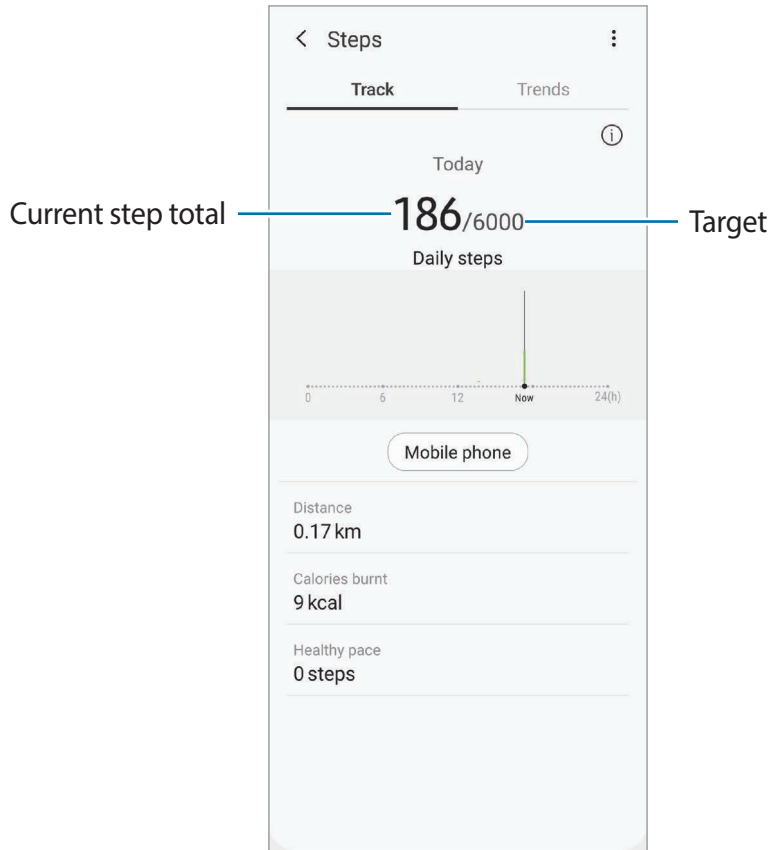 Steps
Track Trends
Today
Current step total 186/6000 Target
Daily steps
0 6 12 Now 24(h)
Mobile phone
Distance
0.17 km
Calories burnt
9 kcal
Healthy pace
0 steps